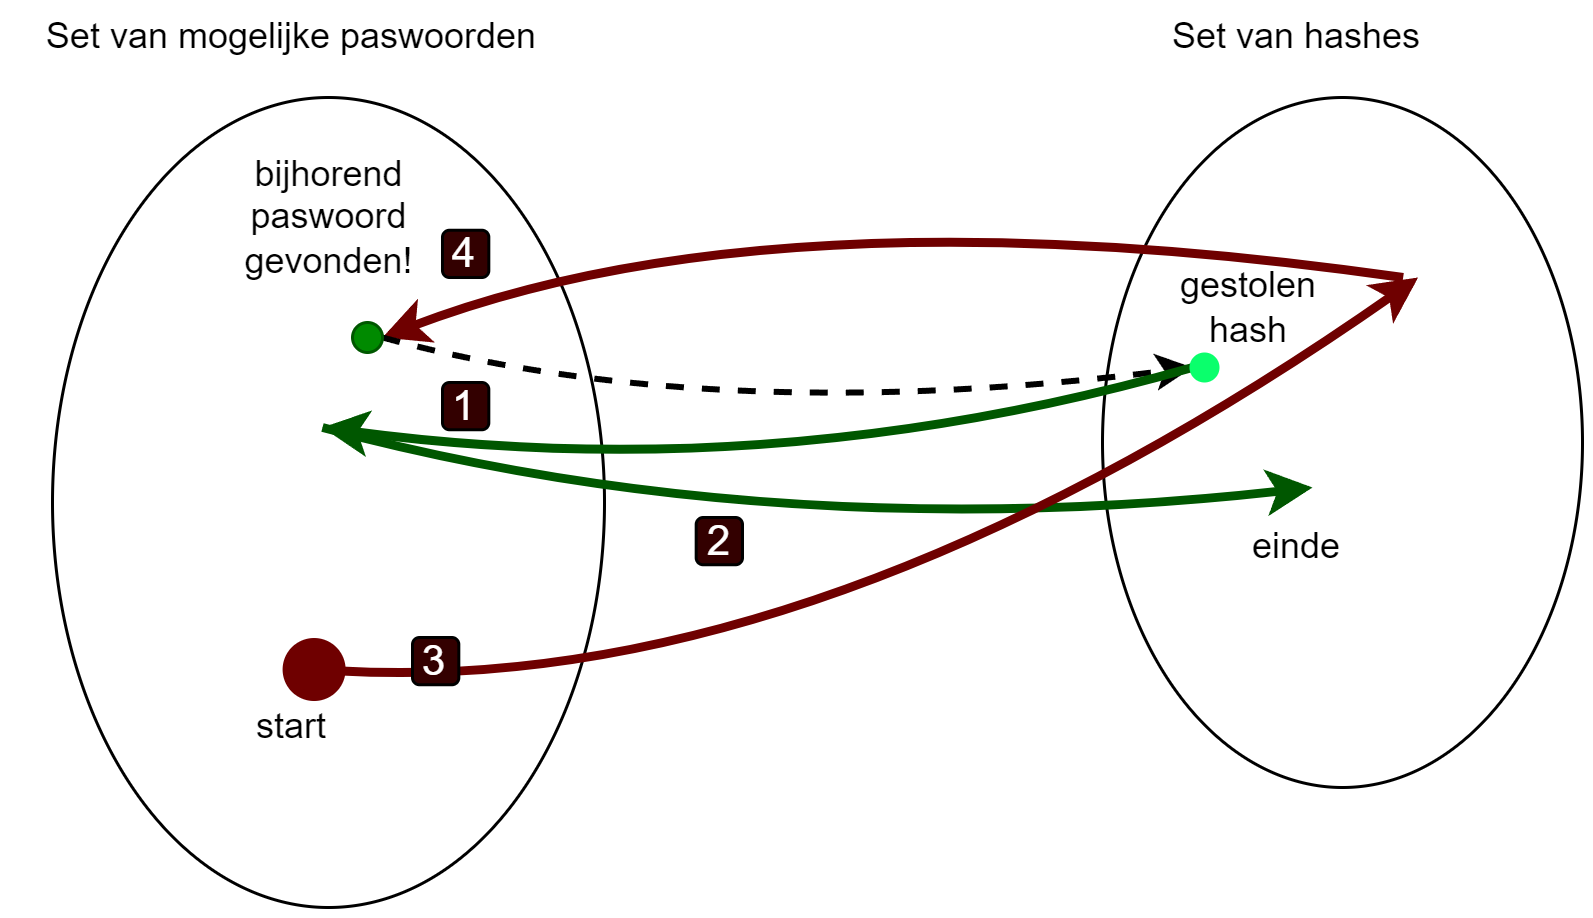 Set van mogelijke paswoorden
Set van hashes
bijhorend
paswoord
gevonden!
4
gestolen
hash
1
2
einde
3
start